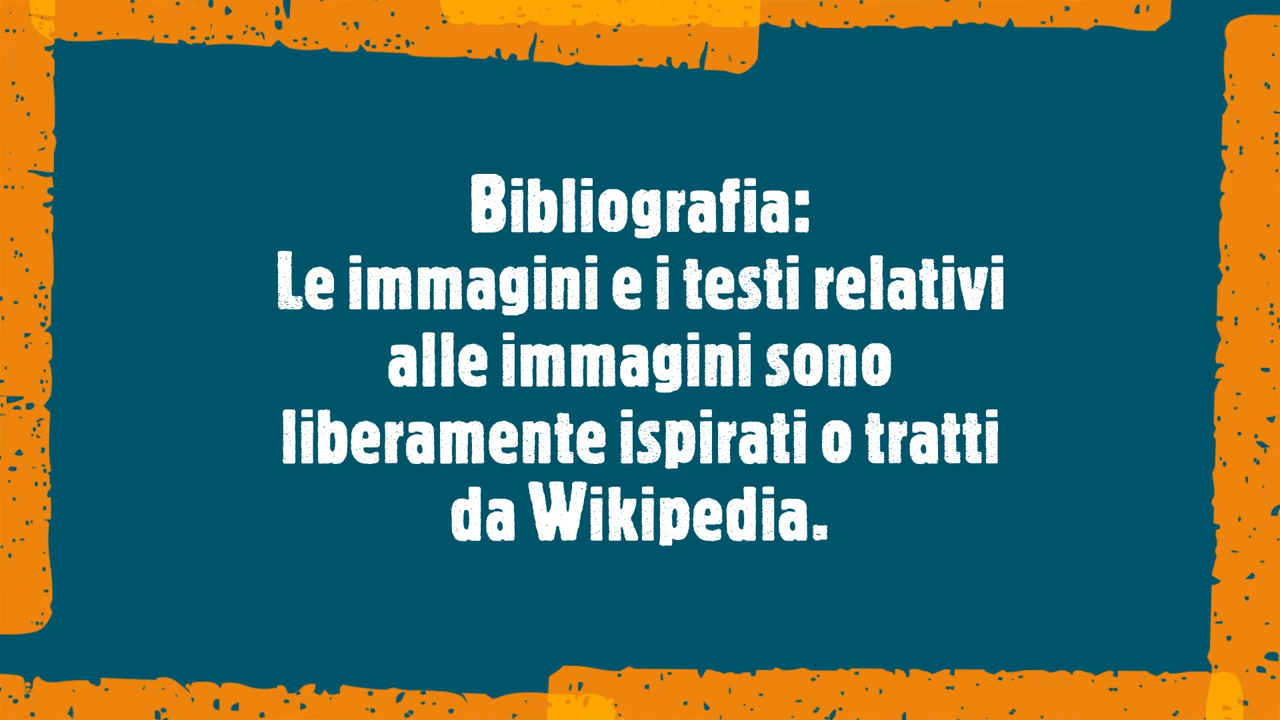 Bibliografia:
Le immagini e i testi relativi
alle immagini sono
liberamente ispirati o tratti
da Wikipedia.